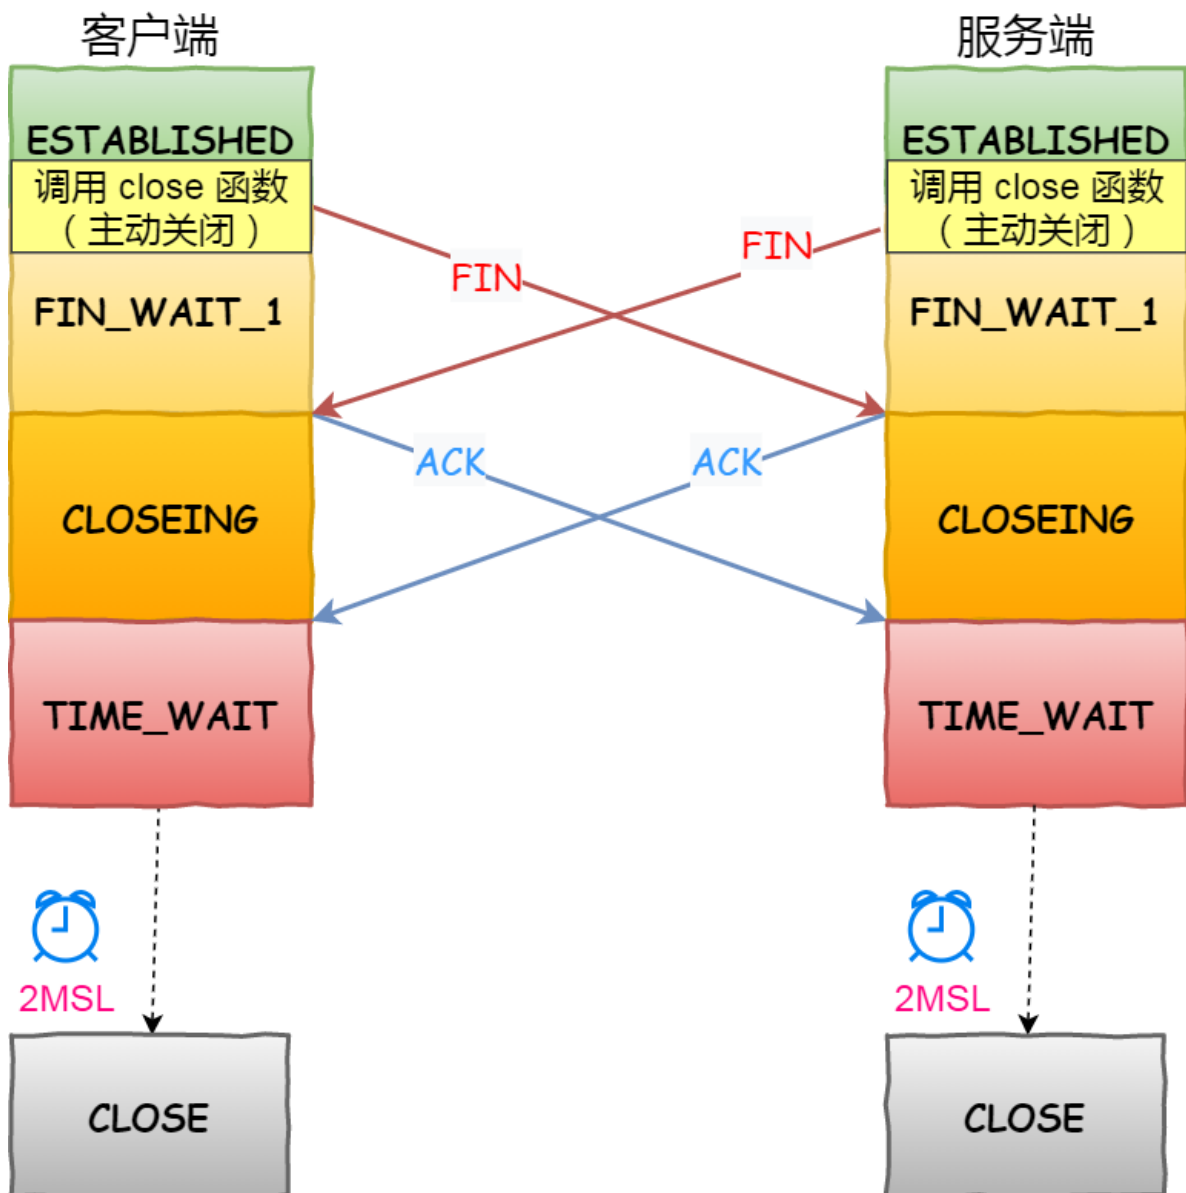 客户端
服务端
ESTABLISHED
ESTABLISHED
调用 close 函数
（主动关闭）
调用 close 函数
（主动关闭）
FIN
FIN
FIN_WAIT_1
FIN_WAIT_1
ACK
ACK
CLOSEING
CLOSEING
TIME_WAIT
TIME_WAIT
2MSL
2MSL
CLOSE
CLOSE